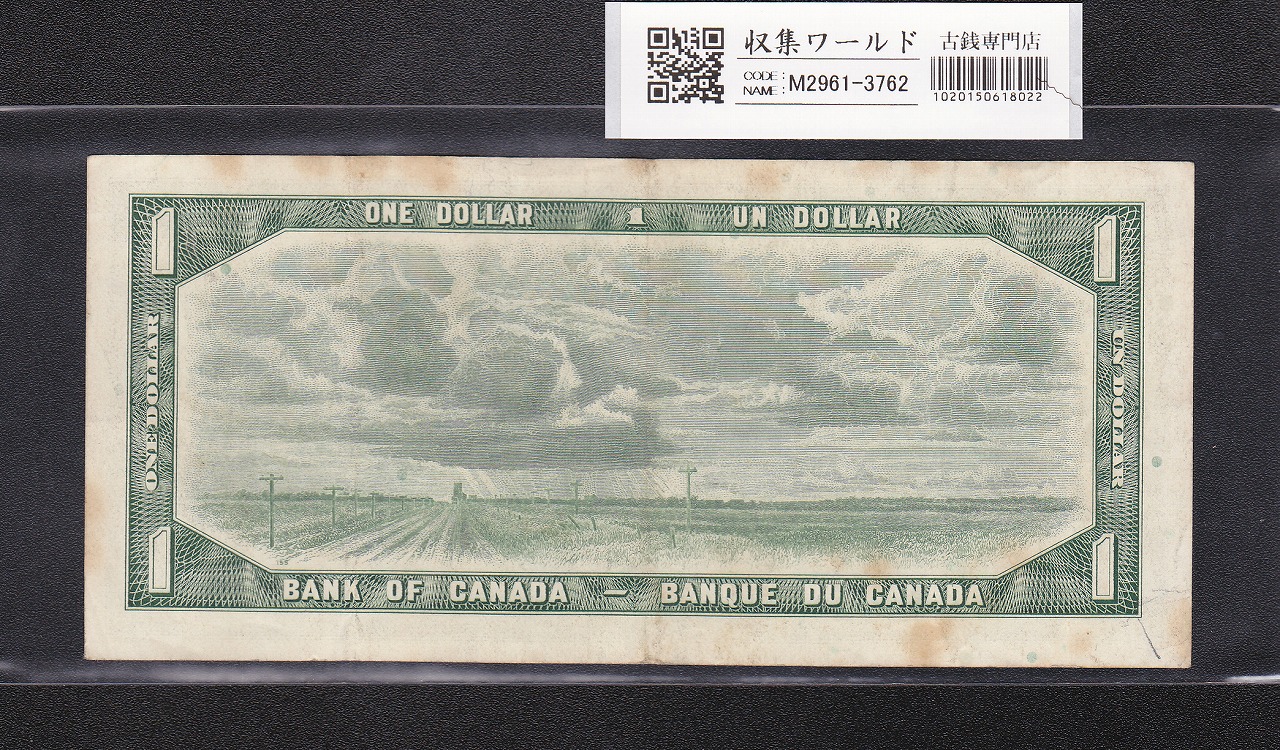 収集ワールド 古銭専門店
CODE:
NAME: M2961-3762
1020150618022
ONE DOLLAR 1 UN DOLLAR
1 1
ONE DOLLAR
UN DOLLAR
1 1
BANK OF CANADA — BANQUE DU CANADA